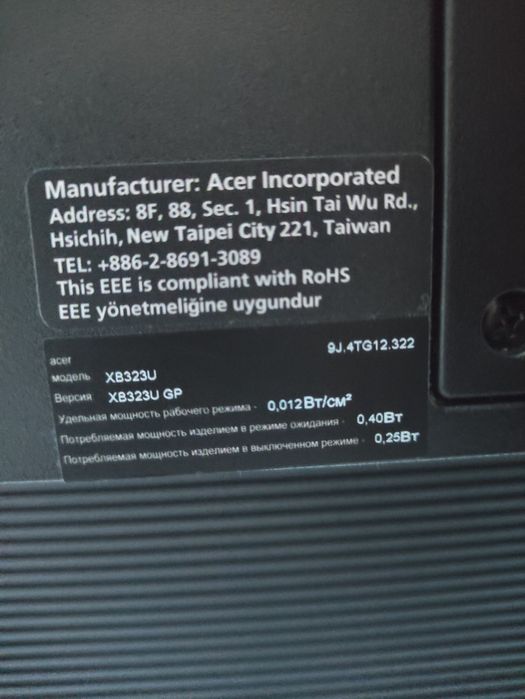 Manufacturer: Acer Incorporated
Address: 8F, 88, Sec. 1, Hsin Tai Wu Rd.,
Hsichih, New Taipei City 221, Taiwan
TEL: +886-2-8691-3089
This EEE is compliant with RoHS
EEE yönetmeliğine uygundur
acer 9J.4TG12.322
модель XB323U
Версия XB323U GP
Удельная мощность рабочего режима - 0,012Вт/см²
Потребляемая мощность изделием в режиме ожидания - 0,40Вт
Потребляемая мощность изделием в выключенном режиме - 0,25Вт